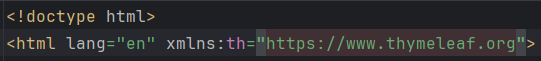 <!doctype html>
<html lang="en" xmlns:th="https://www.thymeleaf.org">